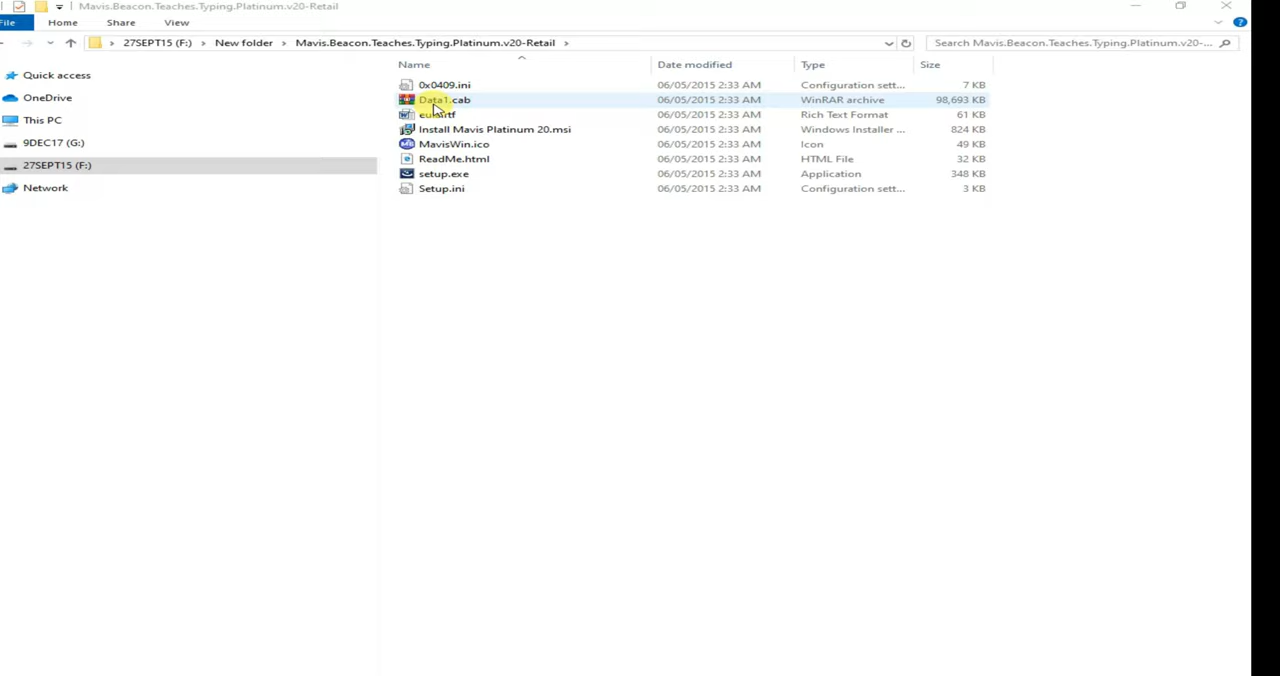 Mavis.Beacon.Teaches.Typing.Platinum.v20-Retail
File Home Share View
27SEPT15 (F:) New folder Mavis.Beacon.Teaches.Typing.Platinum.v20-Retail Search Mavis.Beacon.Teaches.Typing.Platinum.v20-...
Quick access
OneDrive
This PC
9DEC17 (G:)
27SEPT15 (F:)
Network
Name Date modified Type Size
0x0409.ini 06/05/2015 2:33 AM Configuration sett... 7 KB
Data1.cab 06/05/2015 2:33 AM WinRAR archive 98,693 KB
06/05/2015 2:33 AM Rich Text Format 61 KB
Install Mavis Platinum 20.msi 06/05/2015 2:33 AM Windows Installer ... 824 KB
MavisWin.ico 06/05/2015 2:33 AM Icon 49 KB
ReadMe.html 06/05/2015 2:33 AM HTML File 32 KB
setup.exe 06/05/2015 2:33 AM Application 348 KB
Setup.ini 06/05/2015 2:33 AM Configuration sett... 3 KB